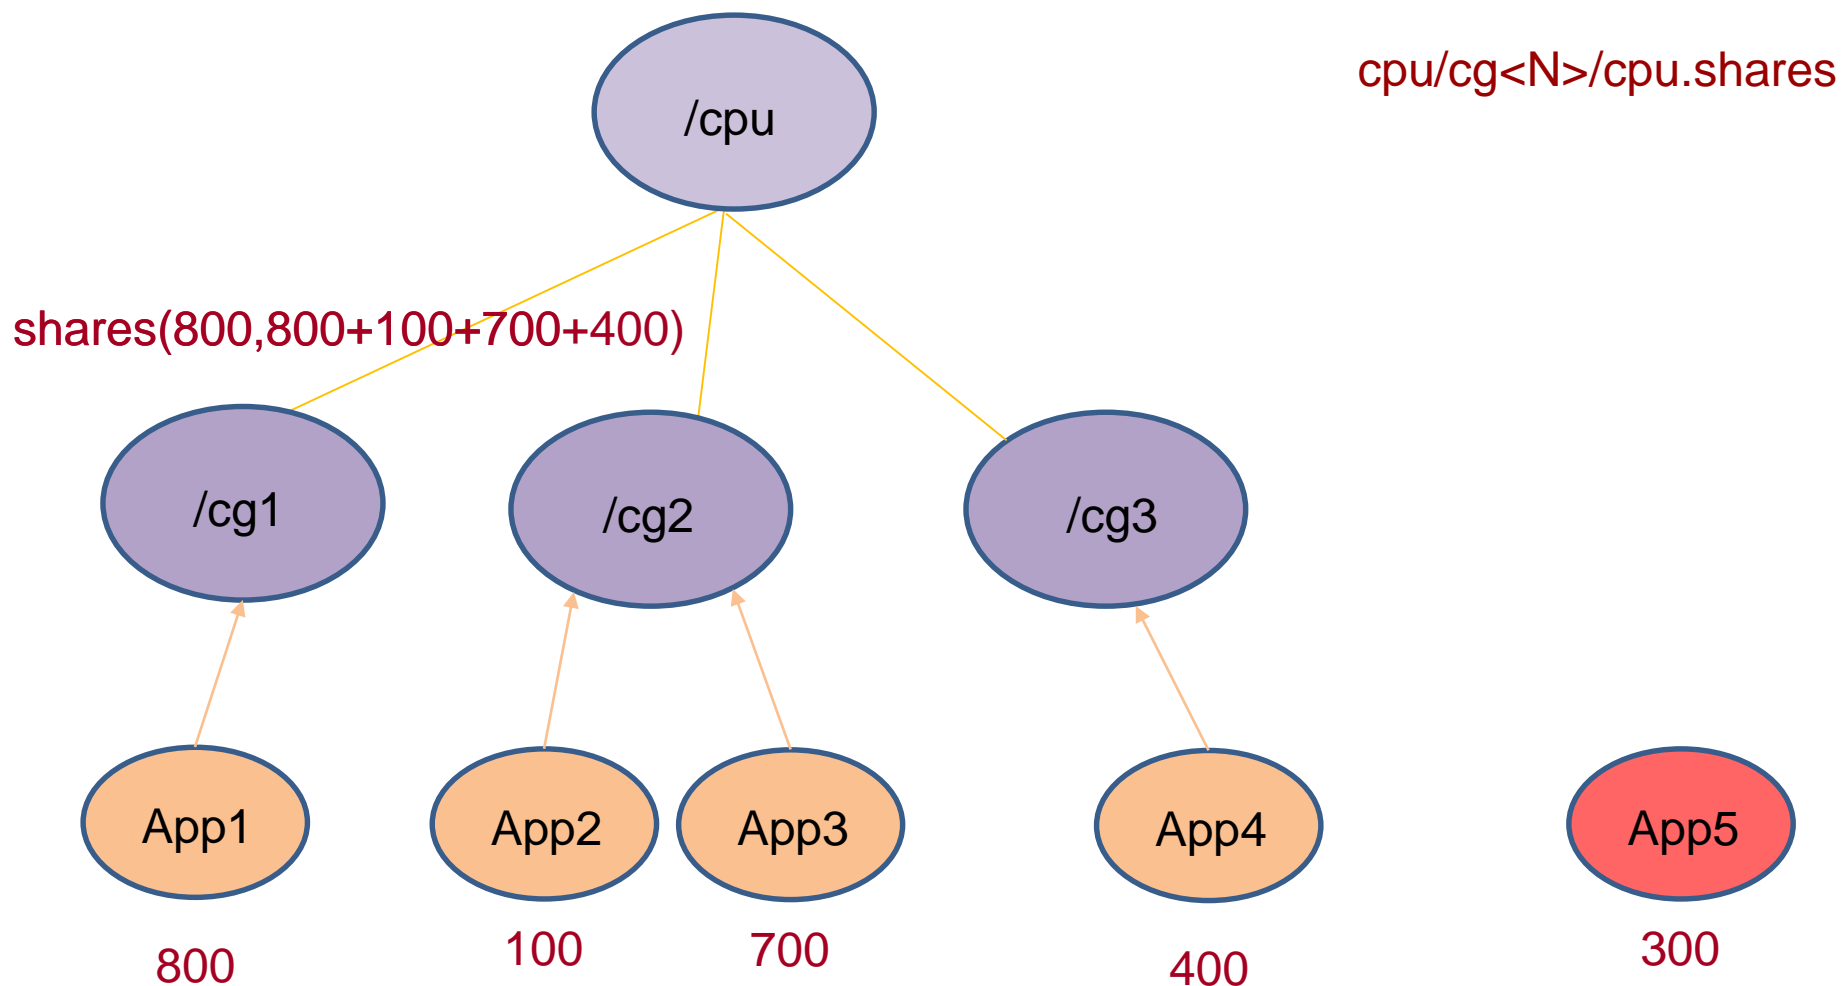 cpu/cg<N>/cpu.shares
/cpu
shares(800,800+100+700+400)
/cg1
/cg2
/cg3
App1
App2
App3
App4
App5
800
100
700
400
300